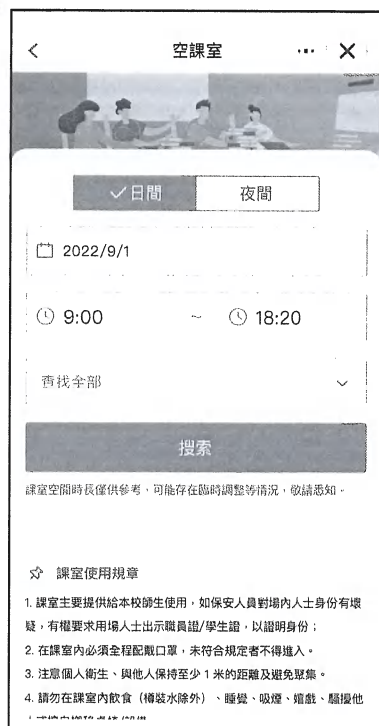 空課室
日間 夜間
2022/9/1
9:00 ~ 18:20
查找全部
搜索
課室空閒時長僅供參考，可能存在臨時調整等情況，敬請悉知。
課室使用規章
1. 課室主要提供給本校師生使用，如保安人員對場內人士身份有壞
疑，有權要求用場人士出示職員證/學生證，以證明身份；
2. 在課室內必須全程配戴口罩，未符合規定者不得進入。
3. 注意個人衛生、與他人保持至少 1 米的距離及避免聚集。
4. 請勿在課室內飲食（樽裝水除外）、睡覺、吸煙、嬉戲、騷擾他